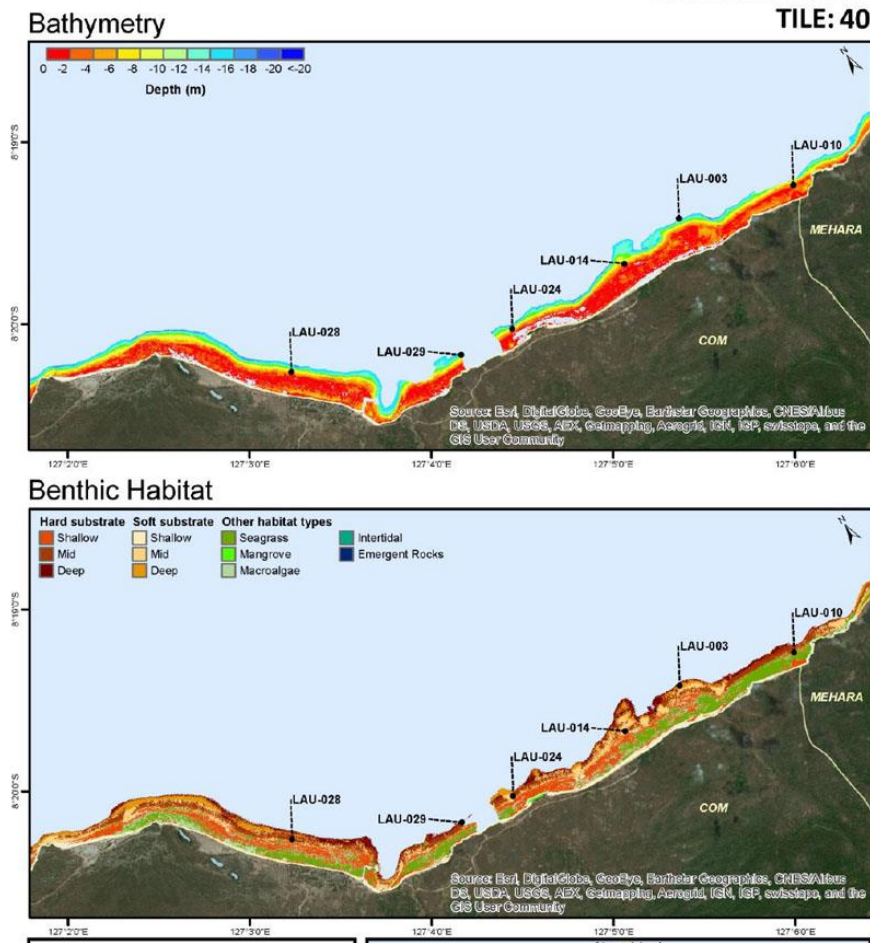 TILE: 40
Bathymetry
0 -2 -4 -6 -8 -10 -12 -14 -16 -18 -20 <-20
Depth (m)
8°19'0"S
8°20'0"S
LAU-010
LAU-003
MEHARA
LAU-014
LAU-024
COM
LAU-028
LAU-029
Source: Esri, DigitalGlobe, GeoEye, Earthstar Geographics, CNES/Airbus
DS, USDA, USGS, AEX, Getmapping, Aerogrid, IGN, IGP, swisstopo, and the
GIS User Community
127°2'0"E 127°3'0"E 127°4'0"E 127°5'0"E 127°6'0"E
Benthic Habitat
Hard substrate Soft substrate Other habitat types
Shallow Shallow Seagrass Intertidal
Mid Mid Mangrove Emergent Rocks
Deep Deep Macroalgae
8°19'0"S
8°20'0"S
LAU-010
LAU-003
MEHARA
LAU-014
LAU-024
COM
LAU-028
LAU-029
Source: Esri, DigitalGlobe, GeoEye, Earthstar Geographics, CNES/Airbus
DS, USDA, USGS, AEX, Getmapping, Aerogrid, IGN, IGP, swisstopo, and the
GIS User Community
127°2'0"E 127°3'0"E 127°4'0"E 127°5'0"E 127°6'0"E